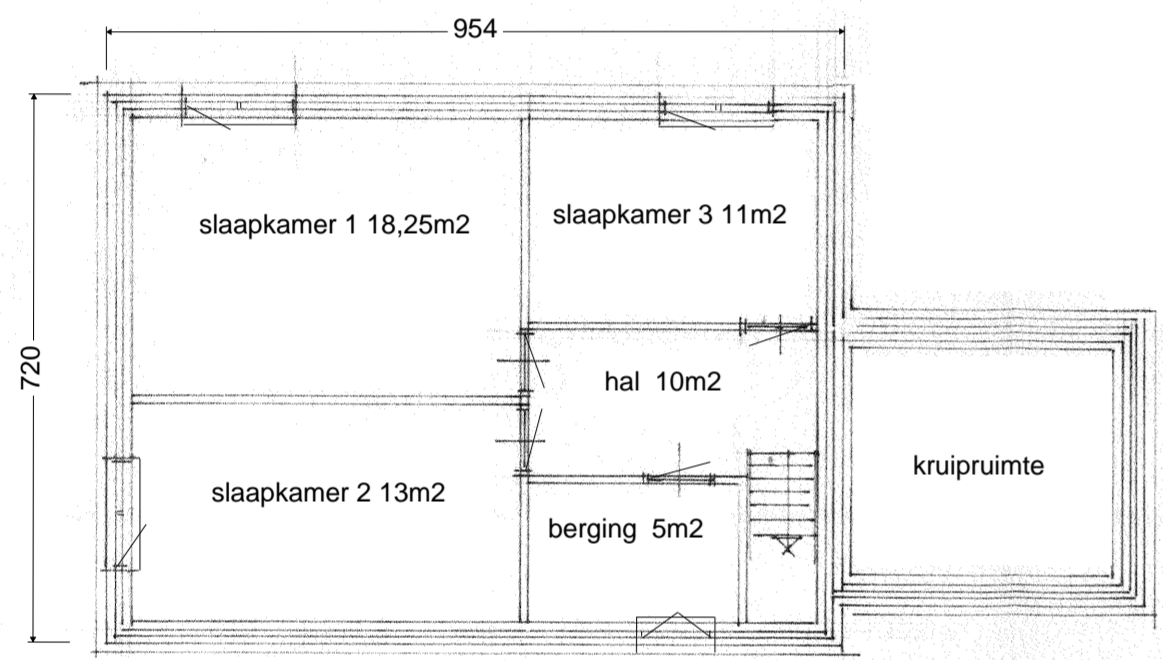 954
slaapkamer 1 18,25m2
slaapkamer 3 11m2
720
hal 10m2
kruipruimte
slaapkamer 2 13m2
berging 5m2